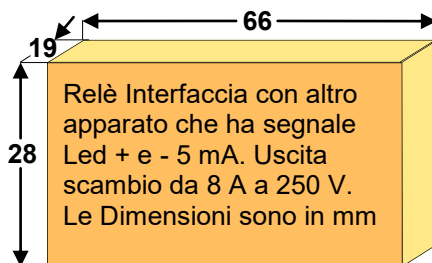 66
19
28
Relè Interfaccia con altro
apparato che ha segnale
Led + e - 5 mA. Uscita
scambio da 8 A a 250 V.
Le Dimensioni sono in mm